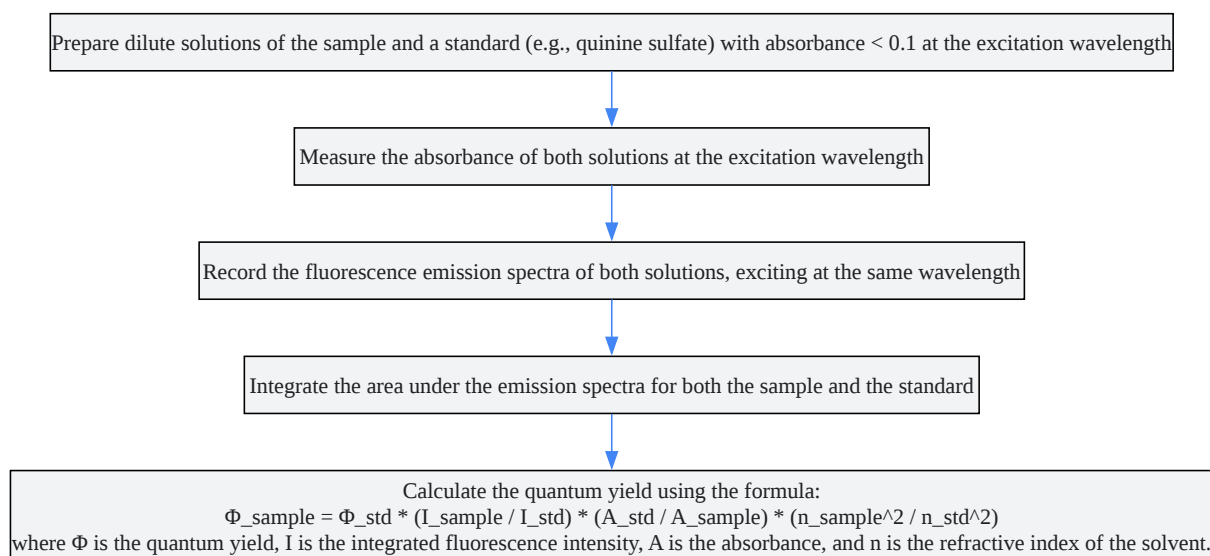 Prepare dilute solutions of the sample and a standard (e.g., quinine sulfate) with absorbance < 0.1 at the excitation wavelength
Measure the absorbance of both solutions at the excitation wavelength
Record the fluorescence emission spectra of both solutions, exciting at the same wavelength
Integrate the area under the emission spectra for both the sample and the standard
Calculate the quantum yield using the formula:
Φ_sample = Φ_std * (I_sample / I_std) * (A_std / A_sample) * (n_sample^2 / n_std^2)
where Φ is the quantum yield, I is the integrated fluorescence intensity, A is the absorbance, and n is the refractive index of the solvent.